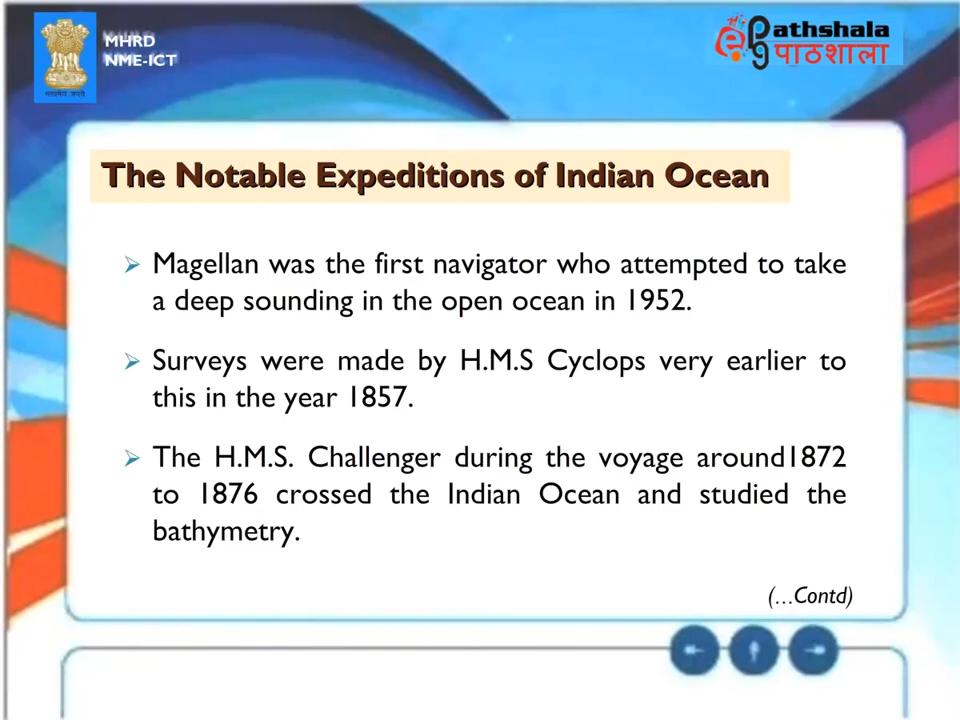 MHRD
NME-ICT
epg athshala
पाठशाला
The Notable Expeditions of Indian Ocean
Magellan was the first navigator who attempted to take
a deep sounding in the open ocean in 1952.
Surveys were made by H.M.S Cyclops very earlier to
this in the year 1857.
The H.M.S. Challenger during the voyage around1872
to 1876 crossed the Indian Ocean and studied the
bathymetry.
(...Contd)